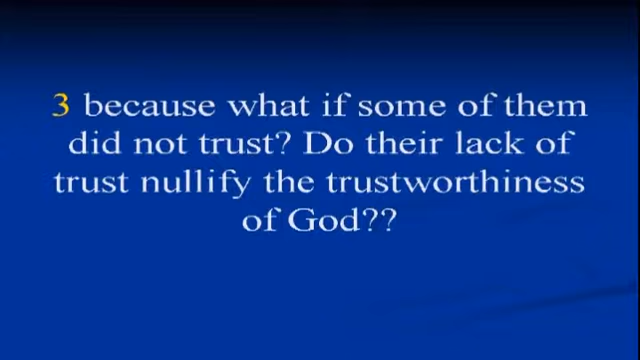 3 because what if some of them
did not trust? Do their lack of
trust nullify the trustworthiness
of God??